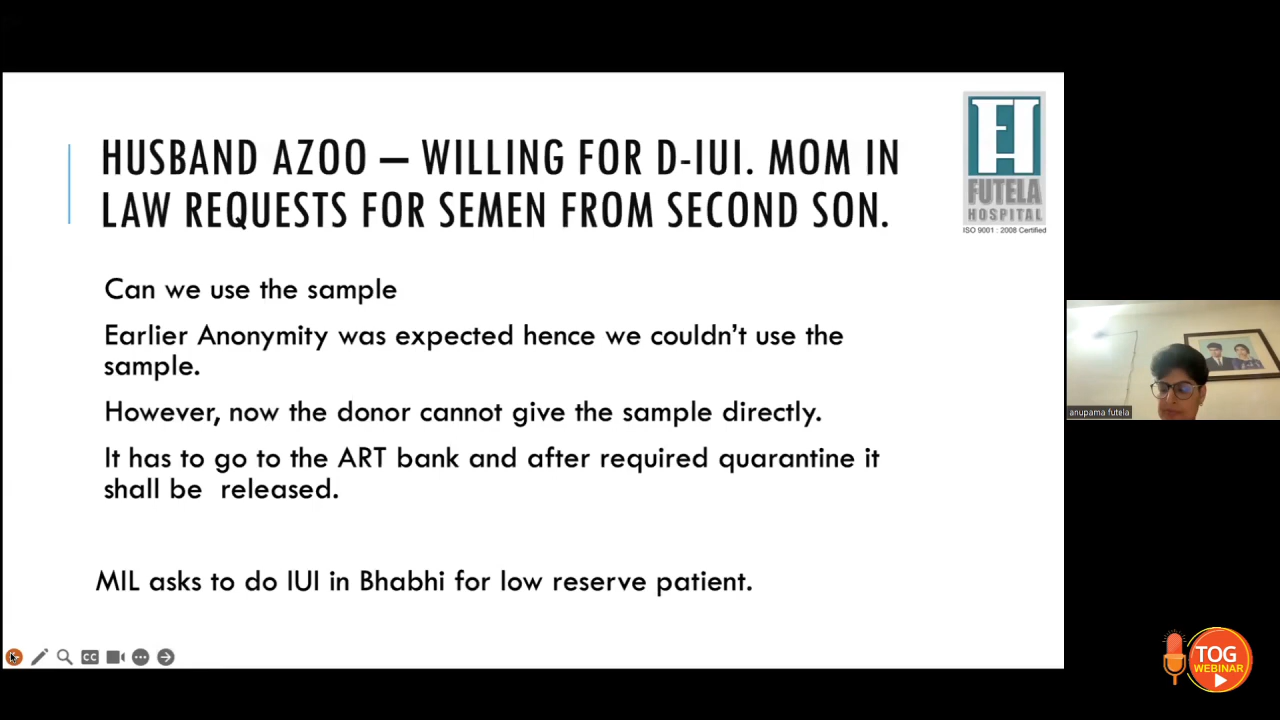 HUSBAND AZOO – WILLING FOR D-IUI. MOM IN
LAW REQUESTS FOR SEMEN FROM SECOND SON.
FUTELA
HOSPITAL
ISO 9001 : 2008 Certified
Can we use the sample
Earlier Anonymity was expected hence we couldn't use the
sample.
However, now the donor cannot give the sample directly.
It has to go to the ART bank and after required quarantine it
shall be released.
MIL asks to do IUI in Bhabhi for low reserve patient.
CC
anupama futela
TOG
WEBINAR